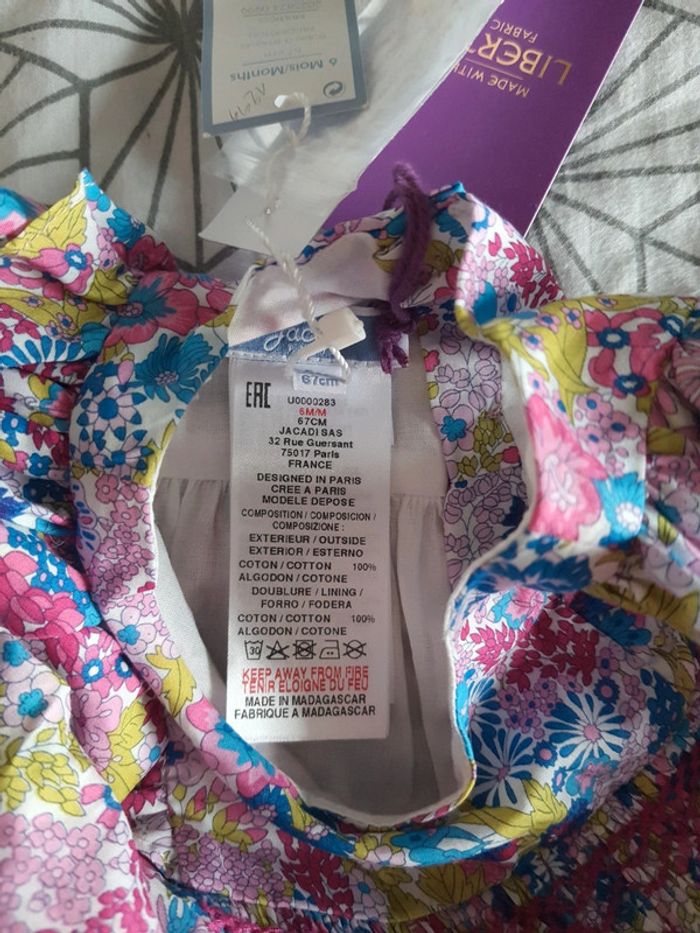 MADE WITH
LIBERT
FABRIC
6 Mois/Months
Jac
67cm
EAC
U0000283
6M/M
67CM
JACADI SAS
32 Rue Guersant
75017 Paris
FRANCE
DESIGNED IN PARIS
CREE A PARIS
MODELE DEPOSE
COMPOSITION / COMPOSICION /
COMPOSIZIONE :
EXTERIEUR / OUTSIDE
EXTERIOR / ESTERNO
COTON / COTTON 100%
ALGODON / COTONE
DOUBLURE / LINING /
FORRO / FODERA
COTON / COTTON 100%
ALGODON / COTONE
30
KEEP AWAY FROM FIRE
TENIR ELOIGNE DU FEU
MADE IN MADAGASCAR
FABRIQUE A MADAGASCAR